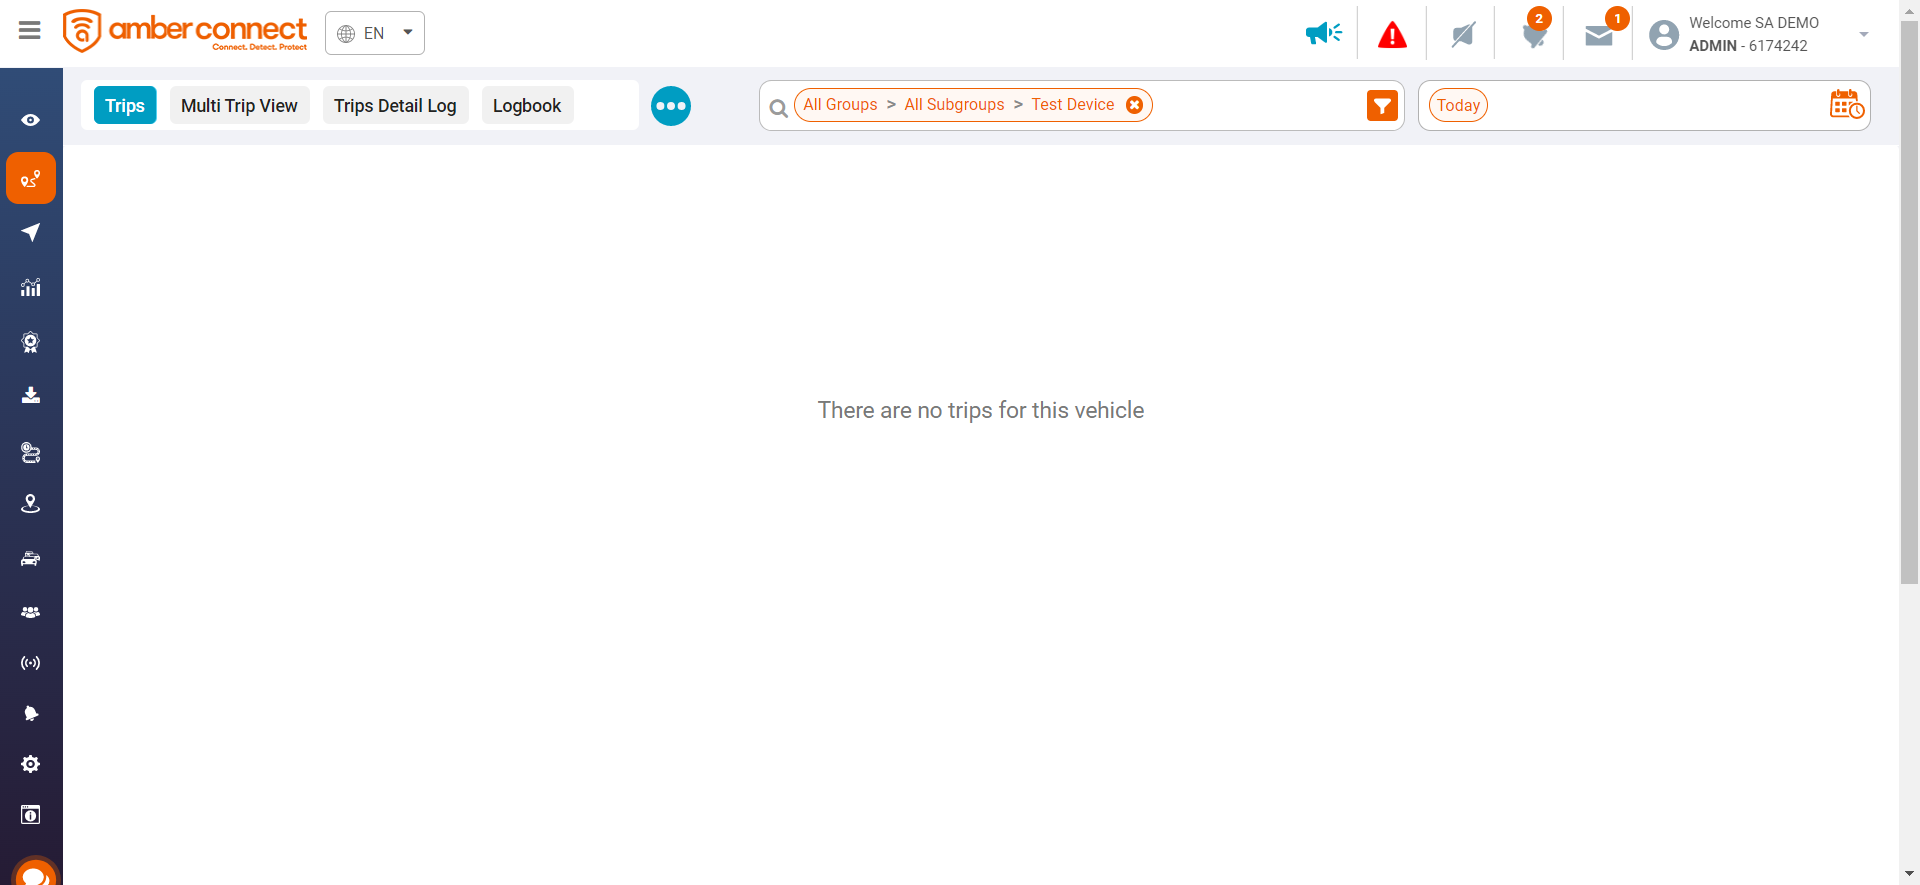 amber connect
Connect. Detect. Protect
EN
2
1
Welcome SA DEMO
ADMIN - 6174242
Trips
Multi Trip View
Trips Detail Log
Logbook
All Groups > All Subgroups > Test Device
Today
There are no trips for this vehicle